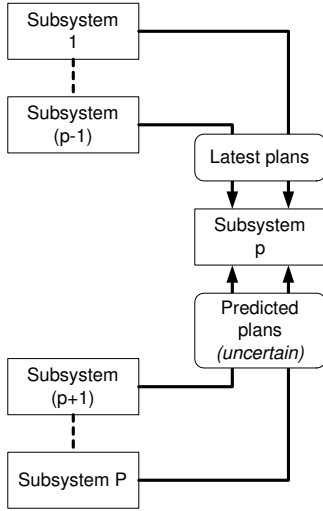 Subsystem
1
Subsystem
(p-1)
Latest plans
Subsystem
p
Predicted
plans
(uncertain)
Subsystem
(p+1)
Subsystem P